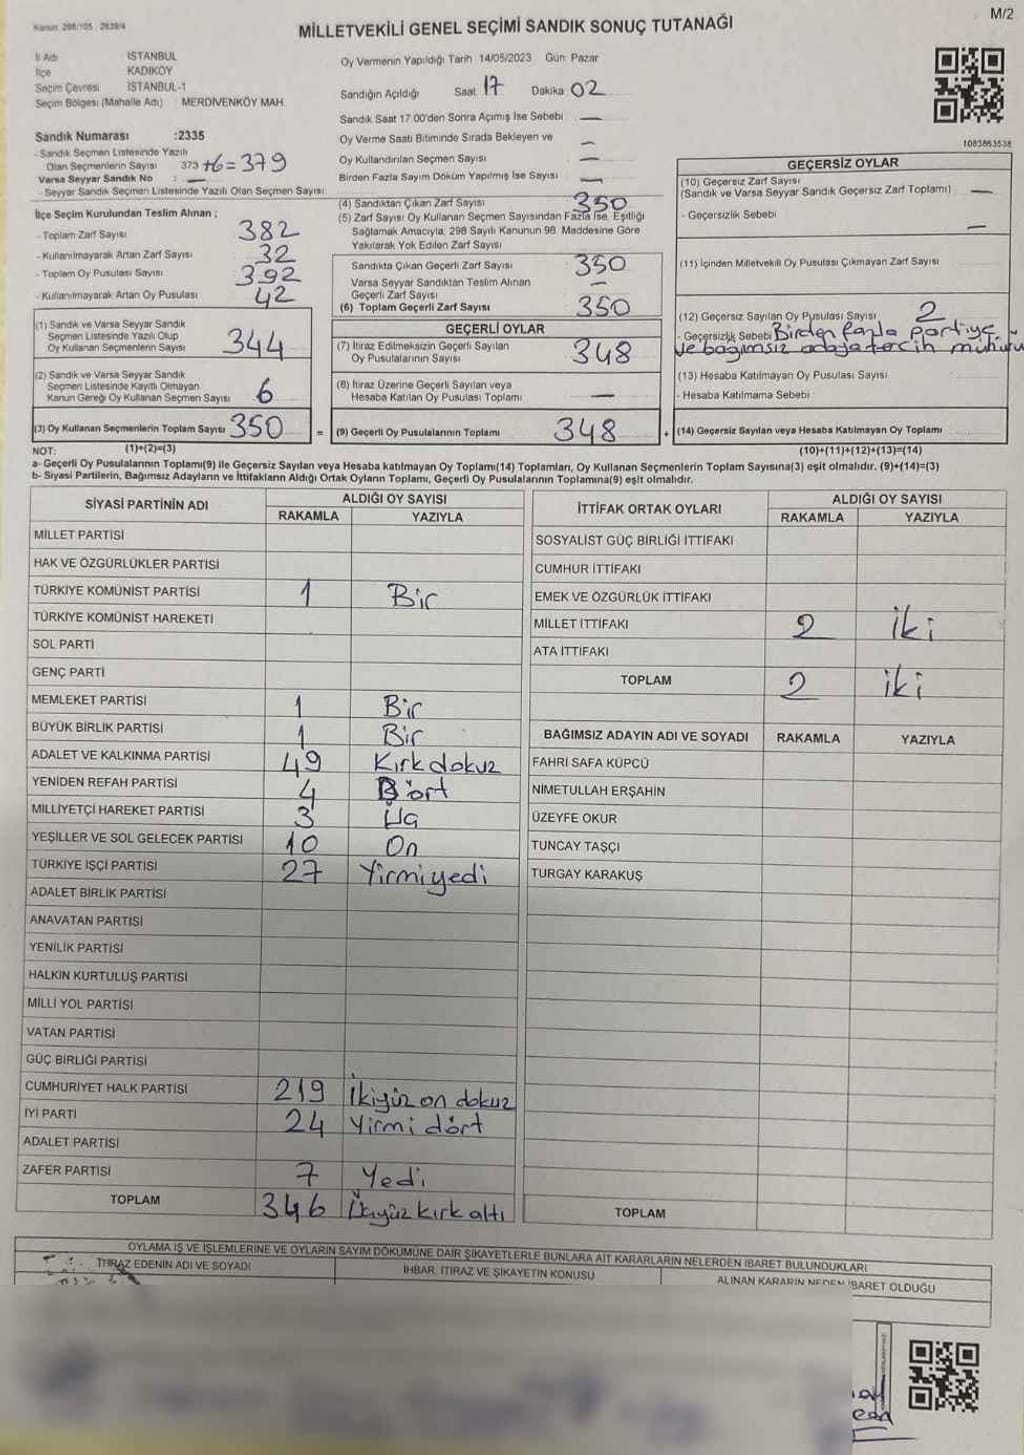 M/2
Kanun: 298/105, 2839/4
MİLLETVEKİLİ GENEL SEÇİMİ SANDIK SONUÇ TUTANAĞI
İl Adı İSTANBUL
İlçe KADIKÖY
Seçim Çevresi İSTANBUL-1
Seçim Bölgesi (Mahalle Adı) MERDİVENKÖY MAH.
Sandık Numarası :2335
- Sandık Seçmen Listesinde Yazılı
Olan Seçmenlerin Sayısı 373 +6=379
Varsa Seyyar Sandık No : —
- Seyyar Sandık Seçmen Listesinde Yazılı Olan Seçmen Sayısı:
Oy Vermenin Yapıldığı Tarih 14/05/2023 Gün: Pazar
Sandığın Açıldığı Saat 17 Dakika 02
Sandık Saat 17.00'den Sonra Açımış İse Sebebi —
Oy Verme Saati Bitiminde Sırada Bekleyen ve —
Oy Kullandırılan Seçmen Sayısı —
Birden Fazla Sayım Döküm Yapılmış İse Sayısı —
1083863538
İlçe Seçim Kurulundan Teslim Alınan ;
- Toplam Zarf Sayısı 382
- Kullanılmayarak Artan Zarf Sayısı 32
- Toplam Oy Pusulası Sayısı 392
- Kullanılmayarak Artan Oy Pusulası 42
(4) Sandıktan Çıkan Zarf Sayısı 350
(5) Zarf Sayısı Oy Kullanan Seçmen Sayısından Fazla İse, Eşitliği
Sağlamak Amacıyla, 298 Sayılı Kanunun 98. Maddesine Göre
Yakılarak Yok Edilen Zarf Sayısı
Sandıkta Çıkan Geçerli Zarf Sayısı 350
Varsa Seyyar Sandıktan Teslim Alınan
Geçerli Zarf Sayısı —
(6) Toplam Geçerli Zarf Sayısı 350
GEÇERSİZ OYLAR
(10) Geçersiz Zarf Sayısı
(Sandık ve Varsa Seyyar Sandık Geçersiz Zarf Toplamı) —
- Geçersizlik Sebebi —
(11) İçinden Milletvekili Oy Pusulası Çıkmayan Zarf Sayısı
(12) Geçersiz Sayılan Oy Pusulası Sayısı 2
- Geçersizlik Sebebi Birden fazla partiye
ve bağımsız adaya tercih mühürü
(13) Hesaba Katılmayan Oy Pusulası Sayısı
- Hesaba Katılmama Sebebi :
(14) Geçersiz Sayılan veya Hesaba Katılmayan Oy Toplamı
(10)+(11)+(12)+(13)=(14)
(1) Sandık ve Varsa Seyyar Sandık
Seçmen Listesinde Yazılı Olup
Oy Kullanan Seçmenlerin Sayısı 344
(2) Sandık ve Varsa Seyyar Sandık
Seçmen Listesinde Kayıtlı Olmayan
Kanun Gereği Oy Kullanan Seçmen Sayısı 6
(3) Oy Kullanan Seçmenlerin Toplam Sayısı 350
(1)+(2)=(3)
GEÇERLİ OYLAR
(7) İtiraz Edilmeksizin Geçerli Sayılan
Oy Pusulalarının Sayısı 348
(8) İtiraz Üzerine Geçerli Sayılan veya
Hesaba Katılan Oy Pusulası Toplamı —
= (9) Geçerli Oy Pusulalarının Toplamı 348 +
NOT:
a- Geçerli Oy Pusulalarının Toplamı(9) ile Geçersiz Sayılan veya Hesaba katılmayan Oy Toplamı(14) Toplamları, Oy Kullanan Seçmenlerin Toplam Sayısına(3) eşit olmalıdır. (9)+(14)=(3)
b- Siyasi Partilerin, Bağımsız Adayların ve İttifakların Aldığı Ortak Oyların Toplamı, Geçerli Oy Pusulalarının Toplamına(9) eşit olmalıdır.
SİYASİ PARTİNİN ADI ALDIĞI OY SAYISI
RAKAMLA YAZIYLA
MİLLET PARTİSİ
HAK VE ÖZGÜRLÜKLER PARTİSİ
TÜRKİYE KOMÜNİST PARTİSİ 1 Bir
TÜRKİYE KOMÜNİST HAREKETİ
SOL PARTİ
GENÇ PARTİ
MEMLEKET PARTİSİ 1 Bir
BÜYÜK BİRLİK PARTİSİ 1 Bir
ADALET VE KALKINMA PARTİSİ 49 Kırk dokuz
YENİDEN REFAH PARTİSİ 4 Dört
MİLLİYETÇİ HAREKET PARTİSİ 3 Üç
YEŞİLLER VE SOL GELECEK PARTİSİ 10 On
TÜRKİYE İŞÇİ PARTİSİ 27 Yirmi yedi
ADALET BİRLİK PARTİSİ
ANAVATAN PARTİSİ
YENİLİK PARTİSİ
HALKIN KURTULUŞ PARTİSİ
MİLLİ YOL PARTİSİ
VATAN PARTİSİ
GÜÇ BİRLİĞİ PARTİSİ
CUMHURİYET HALK PARTİSİ 219 İkiyüz on dokuz
İYİ PARTİ 24 Yirmi dört
ADALET PARTİSİ
ZAFER PARTİSİ 7 Yedi
TOPLAM 346 kırk altı
İTTİFAK ORTAK OYLARI ALDIĞI OY SAYISI
RAKAMLA YAZIYLA
SOSYALİST GÜÇ BİRLİĞİ İTTİFAKI
CUMHUR İTTİFAKI
EMEK VE ÖZGÜRLÜK İTTİFAKI
MİLLET İTTİFAKI 2 İki
ATA İTTİFAKI
TOPLAM 2 iki
BAĞIMSIZ ADAYIN ADI VE SOYADI RAKAMLA YAZIYLA
FAHRİ SAFA KÜPCÜ
NİMETULLAH ERŞAHİN
ÜZEYFE OKUR
TUNCAY TAŞÇI
TURGAY KARAKUŞ
TOPLAM
OYLAMA İŞ VE İŞLEMLERİNE VE OYLARIN SAYIM DÖKÜMÜNE DAİR ŞİKAYETLERLE BUNLARA AİT KARARLARIN NELERDEN İBARET BULUNDUKLARI
İTİRAZ EDENİN ADI VE SOYADI İHBAR, İTİRAZ VE ŞİKAYETİN KONUSU ALINAN KARARIN NEDEN İBARET OLDUĞU